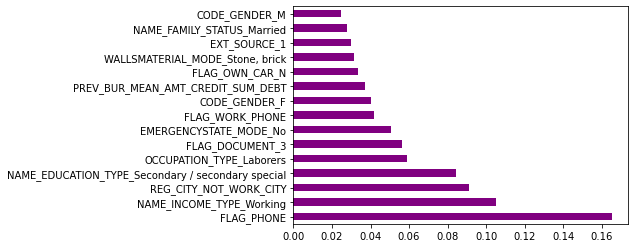 CODE_GENDER_M
NAME_FAMILY_STATUS_Married
EXT_SOURCE_1
WALLSMATERIAL_MODE_Stone, brick
FLAG_OWN_CAR_N
PREV_BUR_MEAN_AMT_CREDIT_SUM_DEBT
CODE_GENDER_F
FLAG_WORK_PHONE
EMERGENCYSTATE_MODE_No
FLAG_DOCUMENT_3
OCCUPATION_TYPE_Laborers
NAME_EDUCATION_TYPE_Secondary / secondary special
REG_CITY_NOT_WORK_CITY
NAME_INCOME_TYPE_Working
FLAG_PHONE
0.00 0.02 0.04 0.06 0.08 0.10 0.12 0.14 0.16